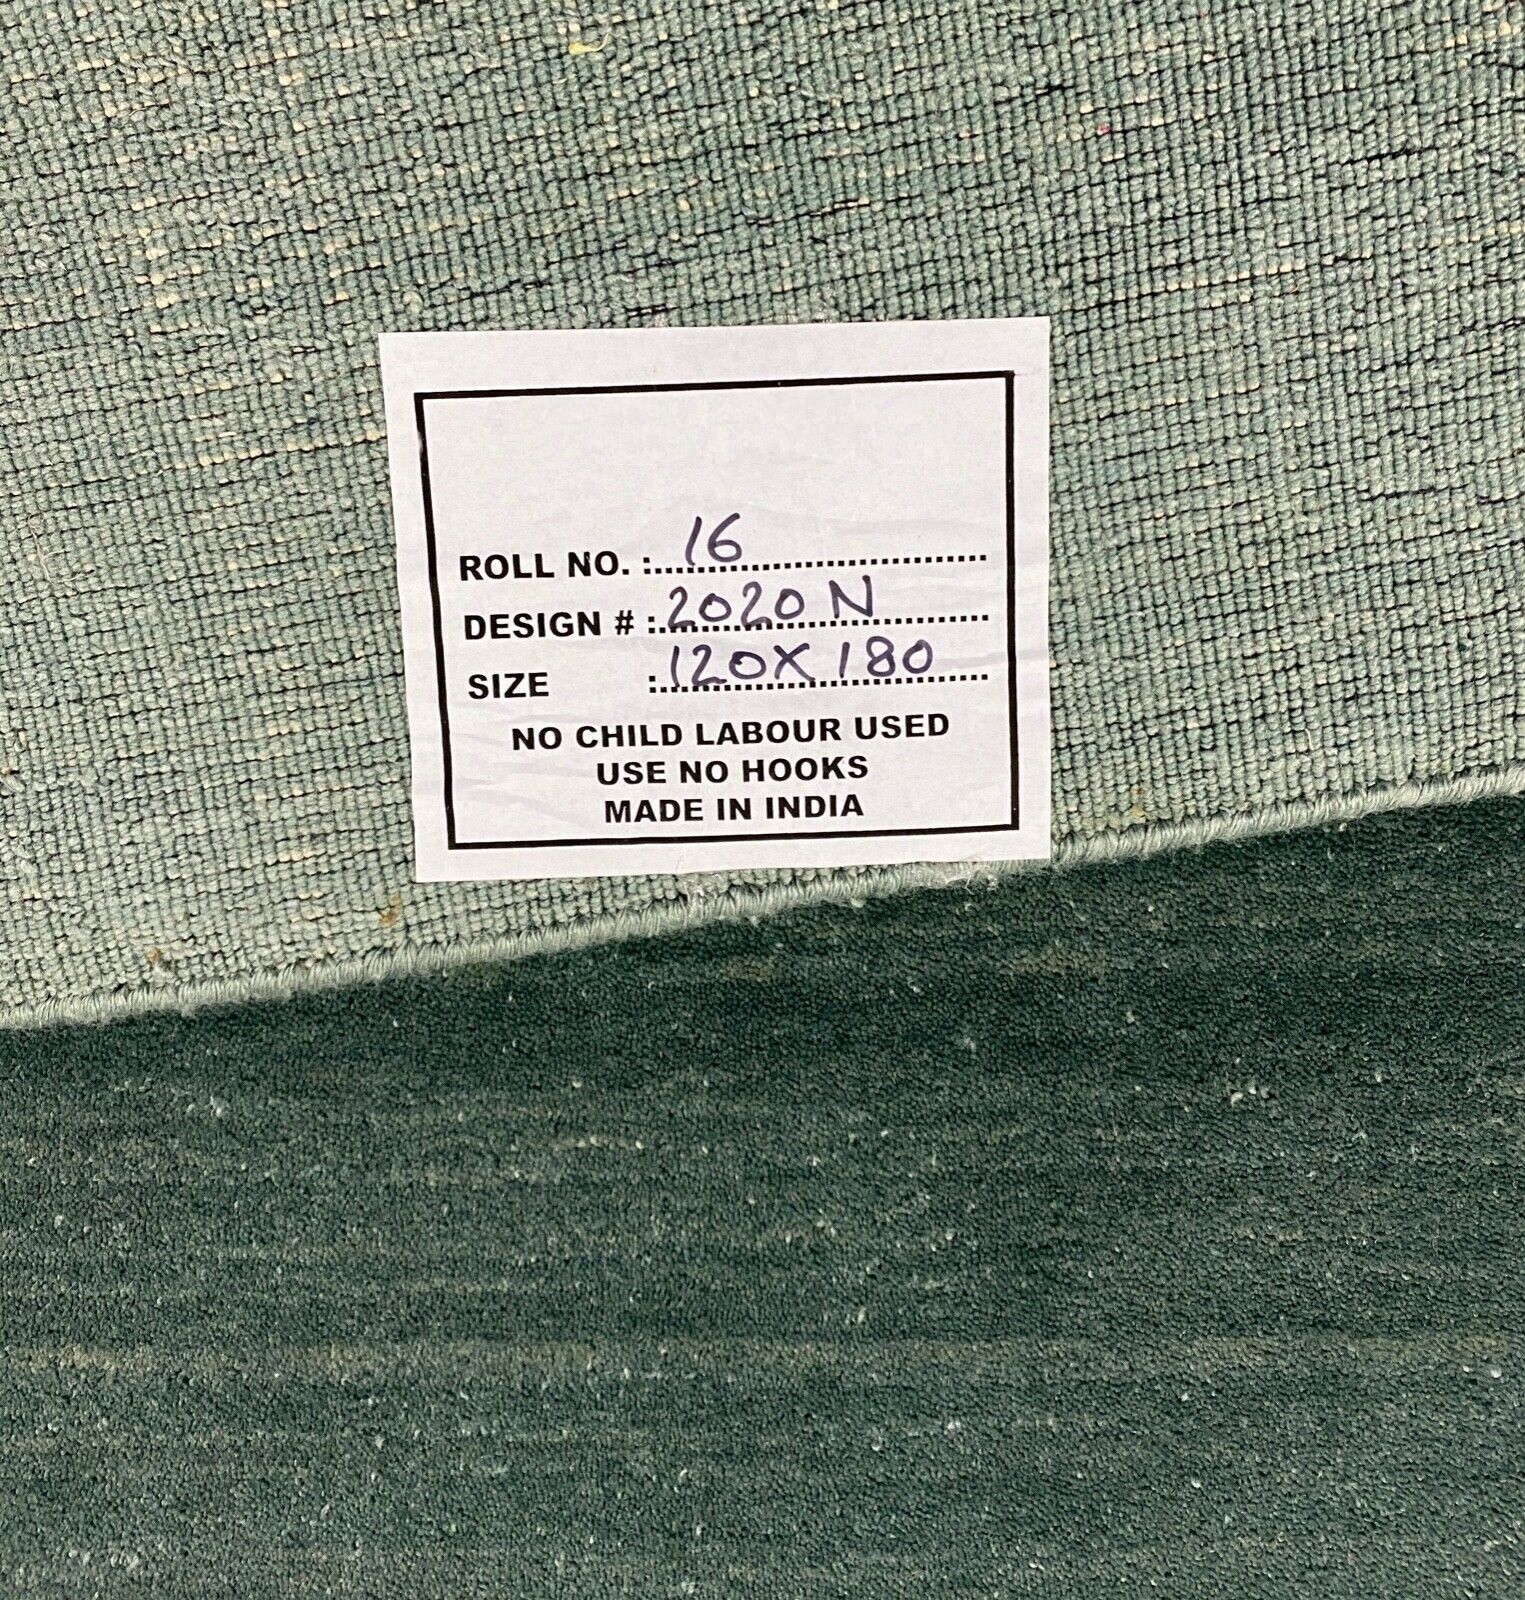 ROLL NO. : 16
DESIGN # : 2020 N
SIZE : 120X180
NO CHILD LABOUR USED
USE NO HOOKS
MADE IN INDIA